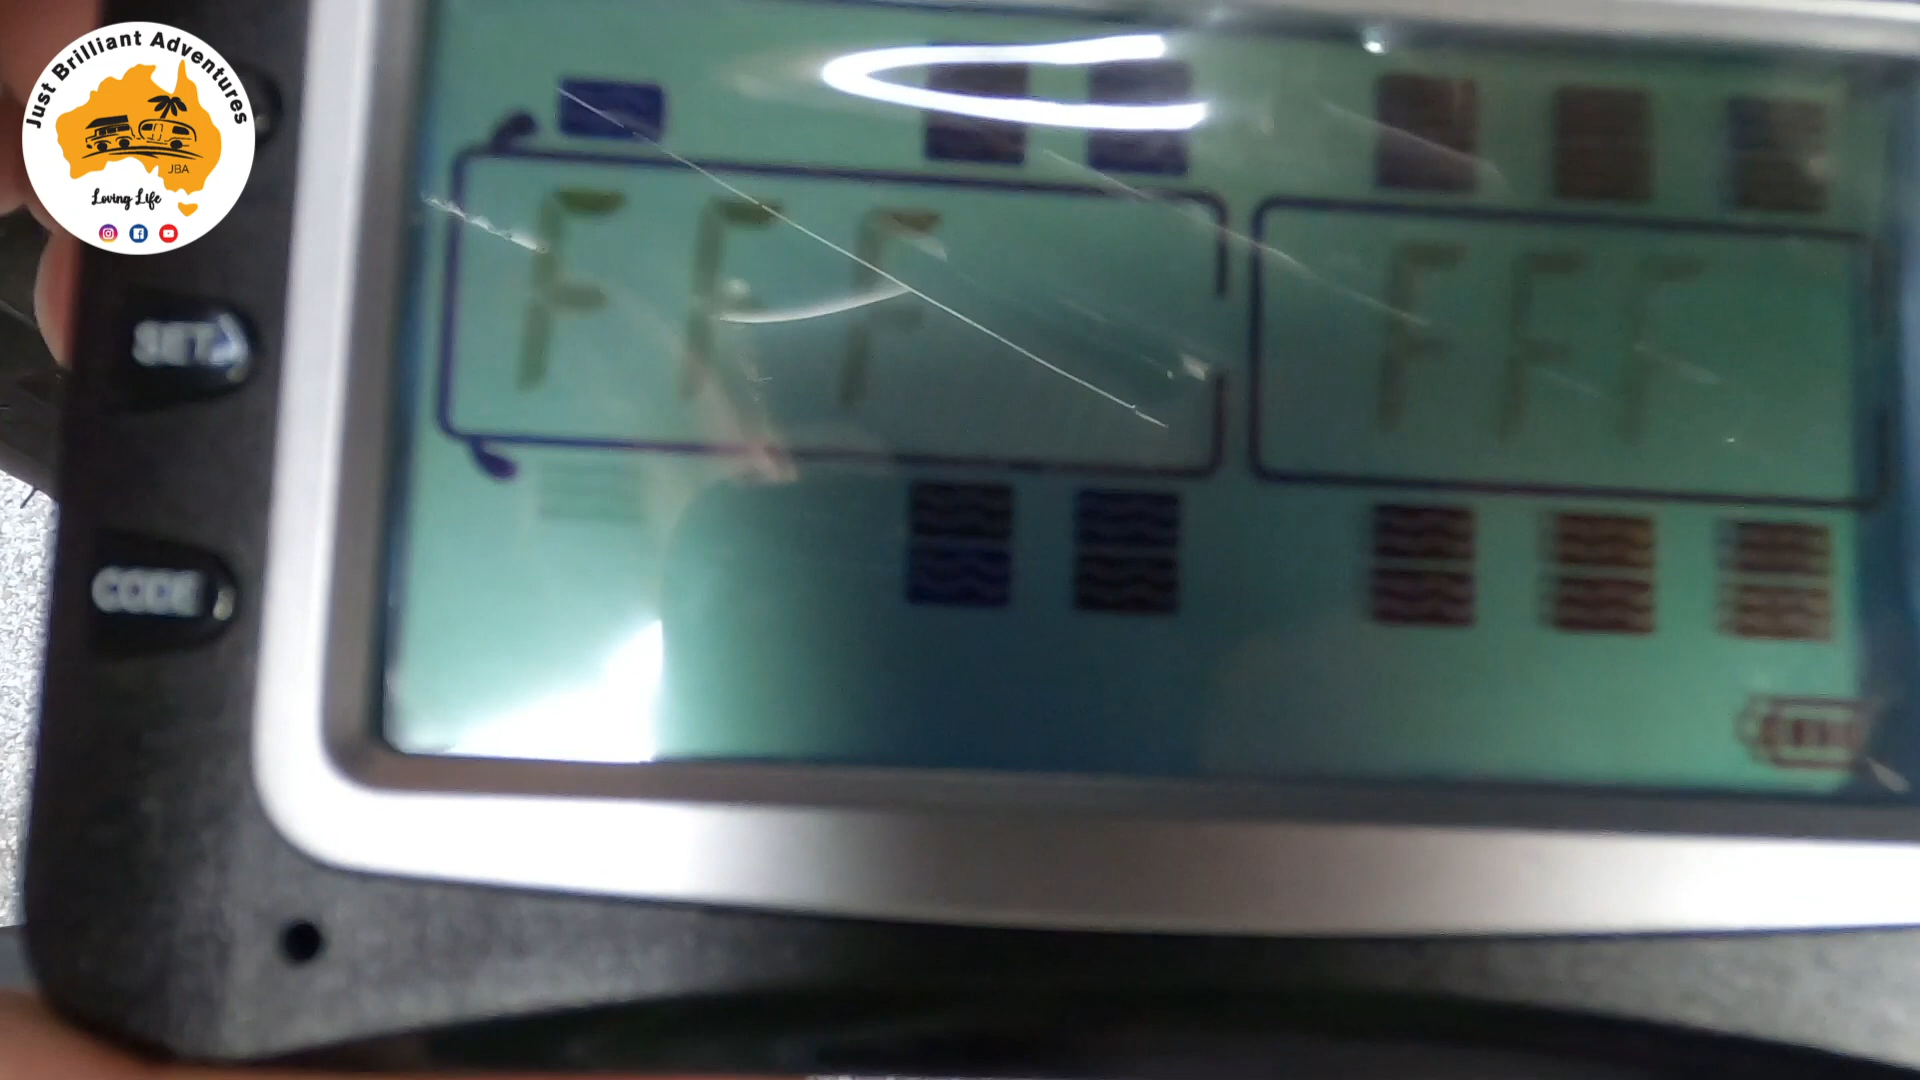 Just Brilliant Adventures
JBA
Loving Life
FFF
FFF
SET
CODE